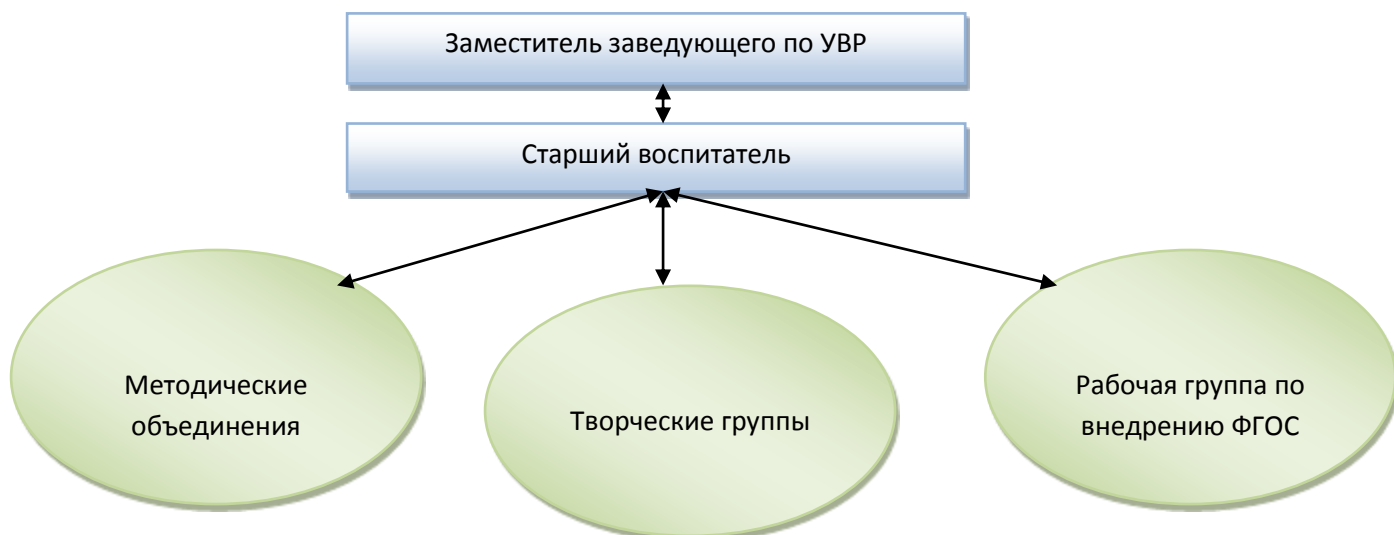 Заместитель заведующего по УВР
Старший воспитатель
Методические
объединения
Творческие группы
Рабочая группа по
внедрению ФГОС